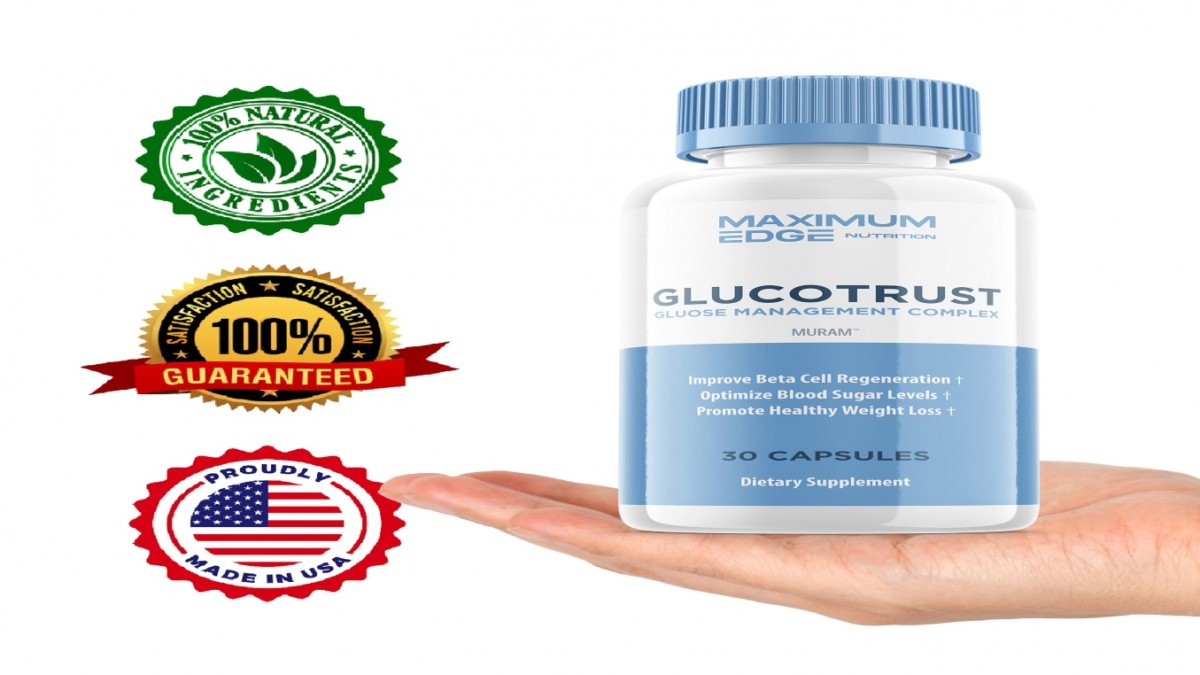 100% NATURAL
INGREDIENTS
SATISFACTION SATISFACTION
100%
GUARANTEED
PROUDLY
MADE IN USA
MAXIMUM
EDGE NUTRITION
GLUCOTRUST
GLUOSE MANAGEMENT COMPLEX
MURAM™
Improve Beta Cell Regeneration †
Optimize Blood Sugar Levels †
Promote Healthy Weight Loss †
30 CAPSULES
Dietary Supplement